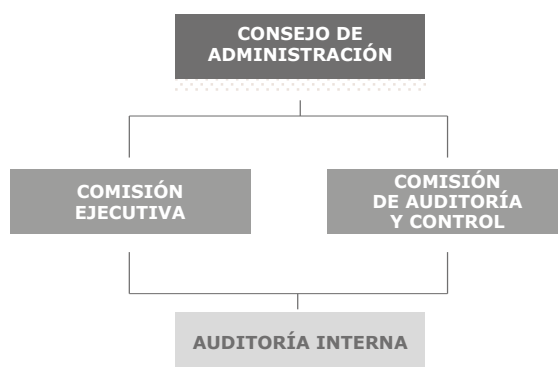 CONSEJO DE
ADMINISTRACIÓN
COMISIÓN
EJECUTIVA
COMISIÓN
DE AUDITORÍA
Y CONTROL
AUDITORÍA INTERNA